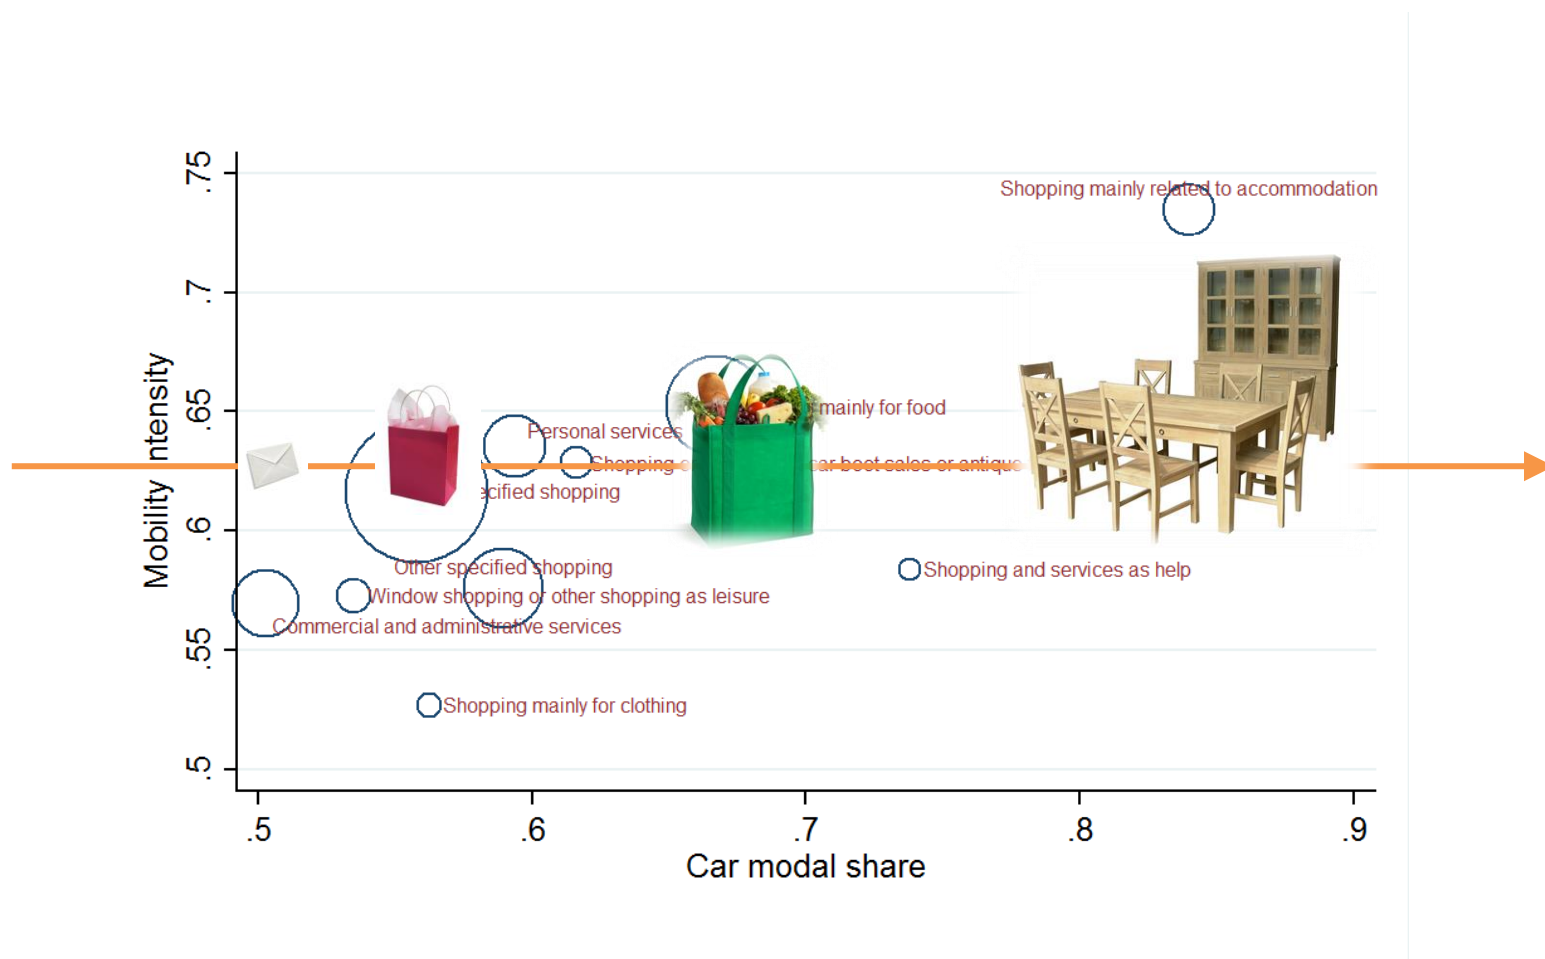 .75
Shopping mainly related to accommodation
.7
Mobility ntensity
.65
mainly for food
Personal services
Shopping car boot sales or antique
ecified shopping
.6
Other specified shopping
Shopping and services as help
Window shopping or other shopping as leisure
Commercial and administrative services
.55
Shopping mainly for clothing
.5
.5 .6 .7 .8 .9
Car modal share